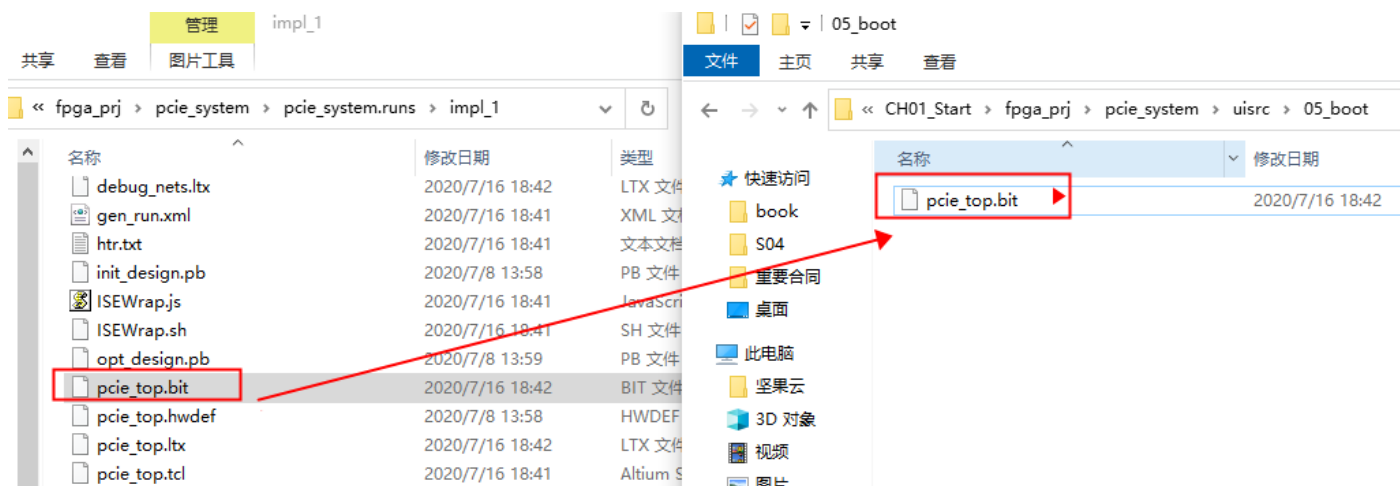 管理
impl_1
共享 查看 图片工具
« fpga_prj › pcie_system › pcie_system.runs › impl_1
名称 修改日期 类型
debug_nets.ltx 2020/7/16 18:42 LTX 文件
gen_run.xml 2020/7/16 18:41 XML 文
htr.txt 2020/7/16 18:41 文本文档
init_design.pb 2020/7/8 13:58 PB 文件
ISEWrap.js 2020/7/16 18:41 JavaScri
ISEWrap.sh 2020/7/16 18:41 SH 文件
opt_design.pb 2020/7/8 13:59 PB 文件
pcie_top.bit 2020/7/16 18:42 BIT 文件
pcie_top.hwdef 2020/7/8 13:58 HWDEF
pcie_top.ltx 2020/7/16 18:42 LTX 文件
pcie_top.tcl 2020/7/16 18:41 Altium S
05_boot
文件 主页 共享 查看
« CH01_Start › fpga_prj › pcie_system › uisrc › 05_boot
名称 修改日期
pcie_top.bit 2020/7/16 18:42
快速访问
book
S04
重要合同
桌面
此电脑
坚果云
3D 对象
视频
图片